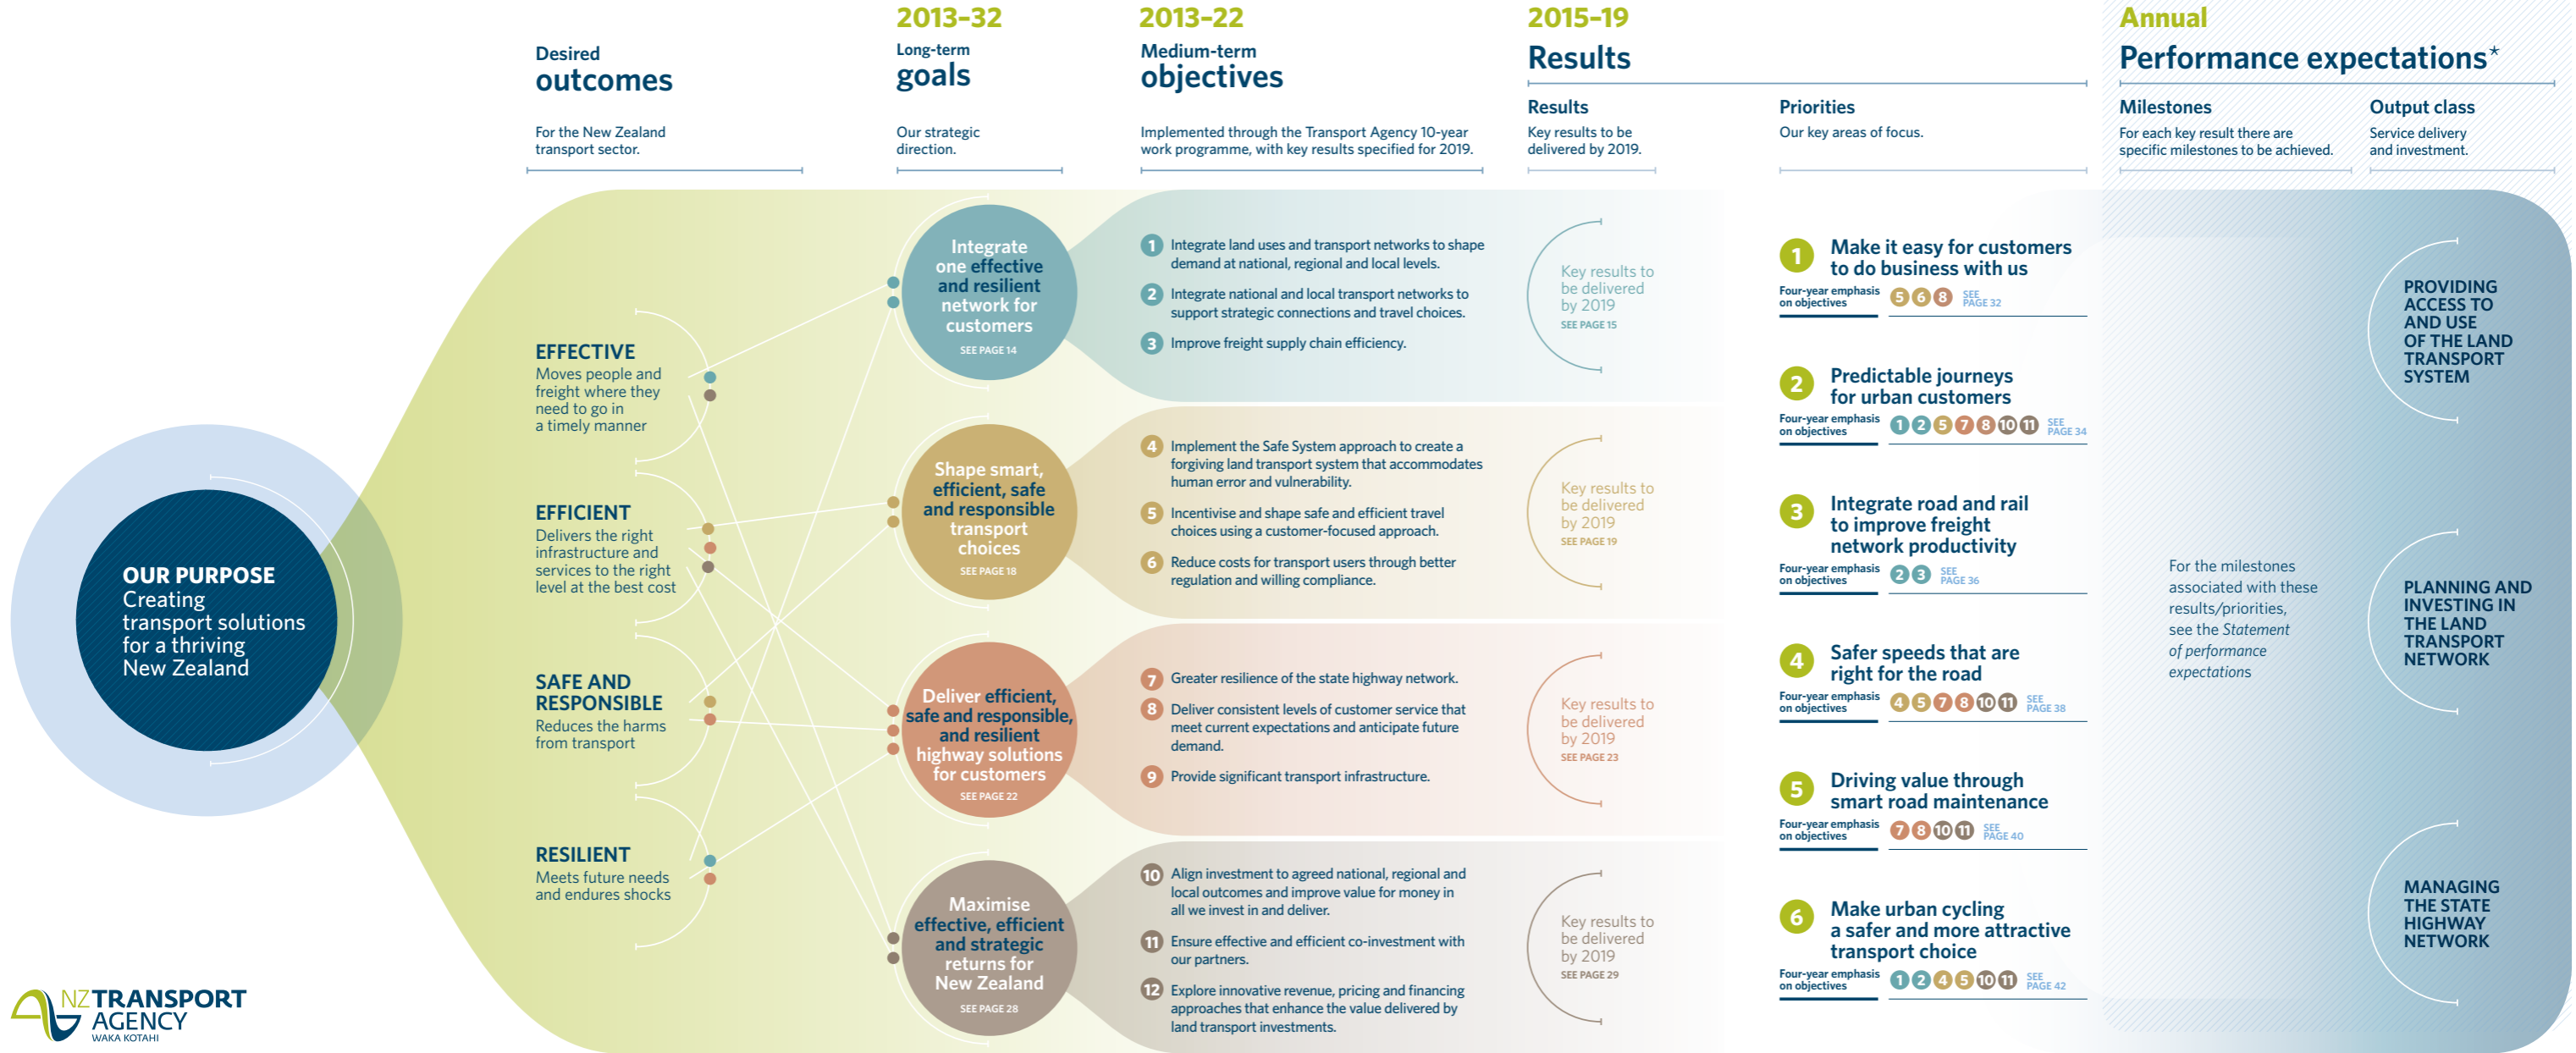 Desired
outcomes
For the New Zealand
transport sector.
2013–32
Long-term
goals
Our strategic
direction.
2013–22
Medium-term
objectives
Implemented through the Transport Agency 10-year
work programme, with key results specified for 2019.
2015–19
Results
Results
Key results to be
delivered by 2019.
Priorities
Our key areas of focus.
Annual
Performance expectations*
Milestones
For each key result there are
specific milestones to be achieved.
Output class
Service delivery
and investment.
OUR PURPOSE
Creating
transport solutions
for a thriving
New Zealand
EFFECTIVE
Moves people and
freight where they
need to go in
a timely manner
EFFICIENT
Delivers the right
infrastructure and
services to the right
level at the best cost
SAFE AND
RESPONSIBLE
Reduces the harms
from transport
RESILIENT
Meets future needs
and endures shocks
Integrate
one effective
and resilient
network for
customers
SEE PAGE 14
Shape smart,
efficient, safe
and responsible
transport
choices
SEE PAGE 18
Deliver efficient,
safe and responsible,
and resilient
highway solutions
for customers
SEE PAGE 22
Maximise
effective, efficient
and strategic
returns for
New Zealand
SEE PAGE 28
1 Integrate land uses and transport networks to shape
demand at national, regional and local levels.
2 Integrate national and local transport networks to
support strategic connections and travel choices.
3 Improve freight supply chain efficiency.
4 Implement the Safe System approach to create a
forgiving land transport system that accommodates
human error and vulnerability.
5 Incentivise and shape safe and efficient travel
choices using a customer-focused approach.
6 Reduce costs for transport users through better
regulation and willing compliance.
7 Greater resilience of the state highway network.
8 Deliver consistent levels of customer service that
meet current expectations and anticipate future
demand.
9 Provide significant transport infrastructure.
10 Align investment to agreed national, regional and
local outcomes and improve value for money in
all we invest in and deliver.
11 Ensure effective and efficient co-investment with
our partners.
12 Explore innovative revenue, pricing and financing
approaches that enhance the value delivered by
land transport investments.
Key results to
be delivered
by 2019
SEE PAGE 15
Key results to
be delivered
by 2019
SEE PAGE 19
Key results to
be delivered
by 2019
SEE PAGE 23
Key results to
be delivered
by 2019
SEE PAGE 29
1 Make it easy for customers
to do business with us
Four-year emphasis
on objectives
5 6 8
SEE
PAGE 32
2 Predictable journeys
for urban customers
Four-year emphasis
on objectives
1 2 5 7 8 10 11
SEE
PAGE 34
3 Integrate road and rail
to improve freight
network productivity
Four-year emphasis
on objectives
2 3
SEE
PAGE 36
4 Safer speeds that are
right for the road
Four-year emphasis
on objectives
4 5 7 8 10 11
SEE
PAGE 38
5 Driving value through
smart road maintenance
Four-year emphasis
on objectives
7 8 10 11
SEE
PAGE 40
6 Make urban cycling
a safer and more attractive
transport choice
Four-year emphasis
on objectives
1 2 4 5 10 11
SEE
PAGE 42
For the milestones
associated with these
results/priorities,
see the Statement
of performance
expectations
PROVIDING
ACCESS TO
AND USE
OF THE LAND
TRANSPORT
SYSTEM
PLANNING AND
INVESTING IN
THE LAND
TRANSPORT
NETWORK
MANAGING
THE STATE
HIGHWAY
NETWORK
NZ TRANSPORT
AGENCY
WAKA KOTAHI